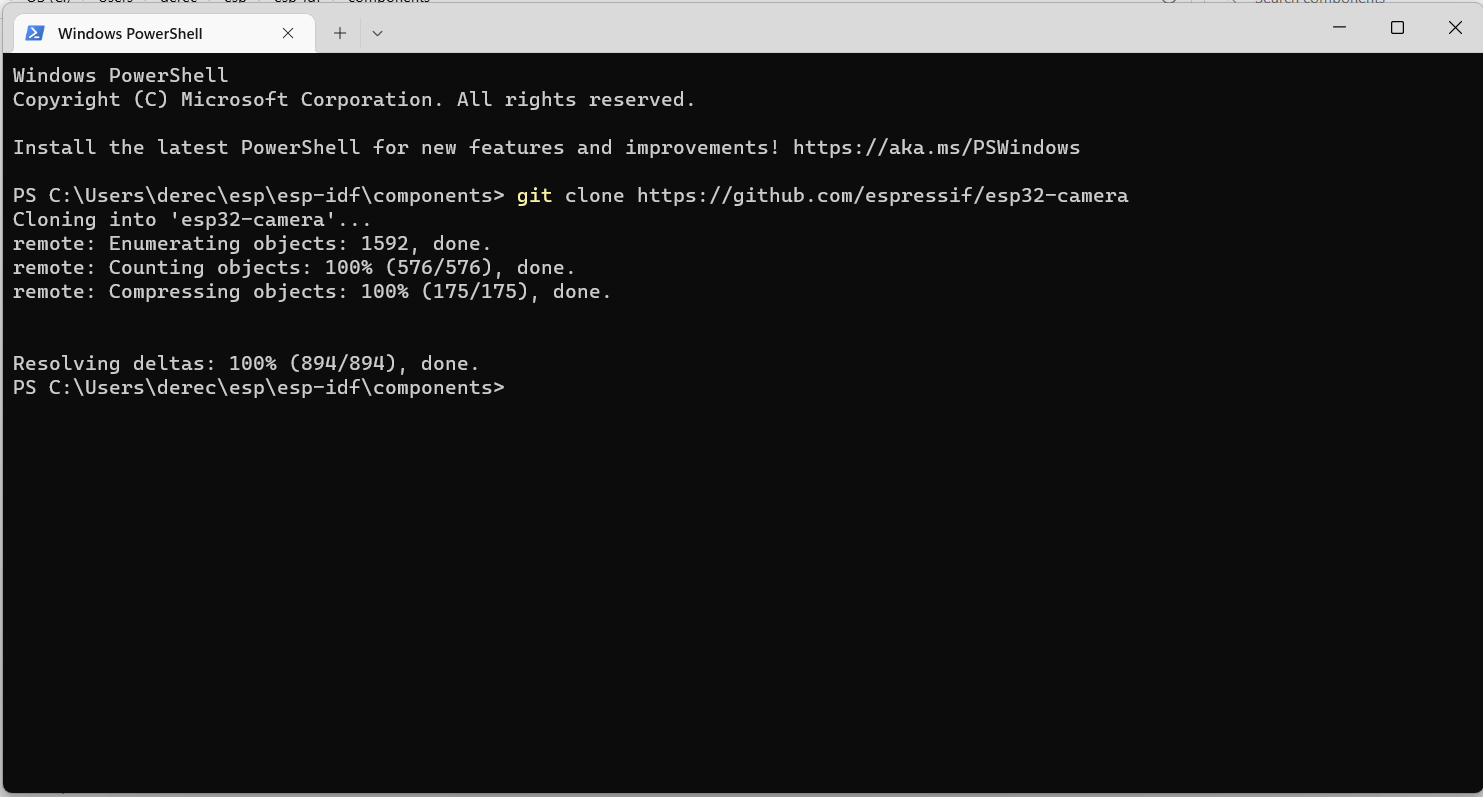 Windows PowerShell
Windows PowerShell
Copyright (C) Microsoft Corporation. All rights reserved.
Install the latest PowerShell for new features and improvements! https://aka.ms/PSWindows
PS C:\Users\derec\esp\esp-idf\components> git clone https://github.com/espressif/esp32-camera
Cloning into 'esp32-camera'...
remote: Enumerating objects: 1592, done.
remote: Counting objects: 100% (576/576), done.
remote: Compressing objects: 100% (175/175), done.
Resolving deltas: 100% (894/894), done.
PS C:\Users\derec\esp\esp-idf\components>